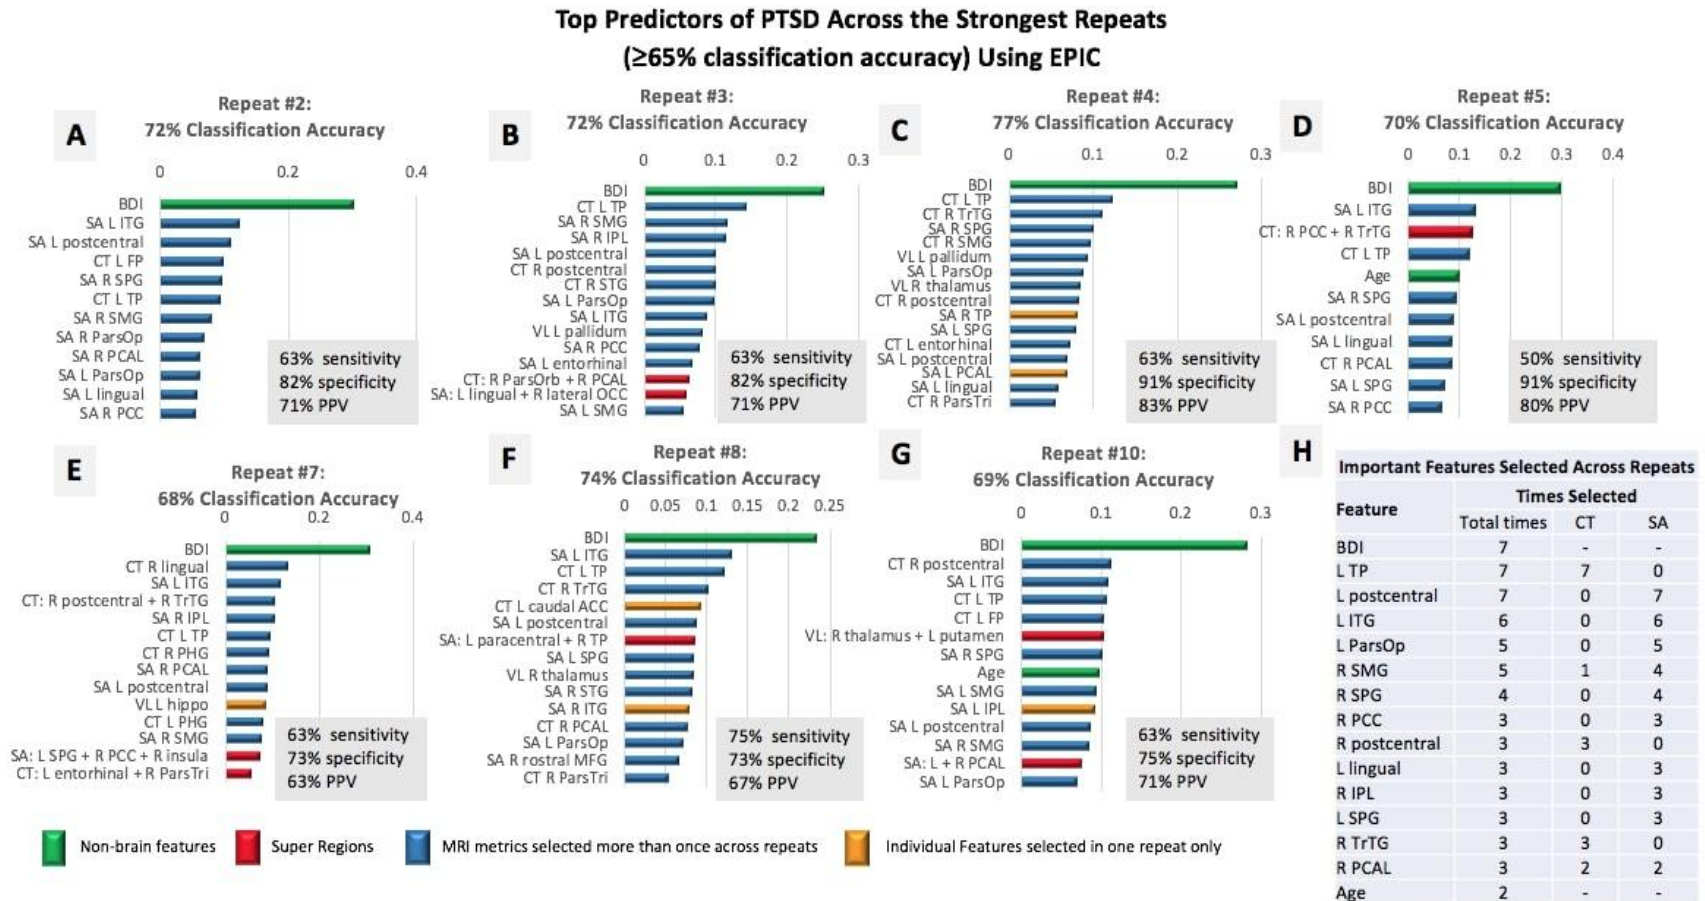 Top Predictors of PTSD Across the Strongest Repeats
(≥65% classification accuracy) Using EPIC
A
Repeat #2:
72% Classification Accuracy
0 0.2 0.4
BDI
SA L ITG
SA L postcentral
CT L FP
SA R SPG
CT L TP
SA R SMG
SA R ParsOp
SA R PCAL
SA L ParsOp
SA L lingual
SA R PCC
63% sensitivity
82% specificity
71% PPV
B
Repeat #3:
72% Classification Accuracy
0 0.1 0.2 0.3
BDI
CT L TP
SA R SMG
SA R IPL
SA L postcentral
CT R postcentral
CT R STG
SA L ParsOp
SA L ITG
VL L pallidum
SA R PCC
SA L entorhinal
CT: R ParsOrb + R PCAL
SA: L lingual + R lateral OCC
SA L SMG
63% sensitivity
82% specificity
71% PPV
C
Repeat #4:
77% Classification Accuracy
0 0.1 0.2 0.3
BDI
CT L TP
CT R TrTG
SA R SPG
CT R SMG
VL L pallidum
SA L ParsOp
VL R thalamus
CT R postcentral
SA R TP
SA L SPG
CT L entorhinal
SA L postcentral
SA L PCAL
SA L lingual
CT R ParsTri
63% sensitivity
91% specificity
83% PPV
D
Repeat #5:
70% Classification Accuracy
0 0.1 0.2 0.3 0.4
BDI
SA L ITG
CT: R PCC + R TrTG
CT L TP
Age
SA R SPG
SA L postcentral
SA L lingual
CT R PCAL
SA L SPG
SA R PCC
50% sensitivity
91% specificity
80% PPV
E
Repeat #7:
68% Classification Accuracy
0 0.2 0.4
BDI
CT R lingual
SA L ITG
CT: R postcentral + R TrTG
SA R IPL
CT L TP
CT R PHG
SA R PCAL
SA L postcentral
VL L hippo
CT L PHG
SA R SMG
SA: L SPG + R PCC + R insula
CT: L entorhinal + R ParsTri
63% sensitivity
73% specificity
63% PPV
F
Repeat #8:
74% Classification Accuracy
0 0.05 0.1 0.15 0.2 0.25
BDI
SA L ITG
CT L TP
CT R TrTG
CT L caudal ACC
SA L postcentral
SA: L paracentral + R TP
SA L SPG
VL R thalamus
SA R STG
SA R ITG
CT R PCAL
SA L ParsOp
SA R rostral MFG
CT R ParsTri
75% sensitivity
73% specificity
67% PPV
G
Repeat #10:
69% Classification Accuracy
0 0.1 0.2 0.3
BDI
CT R postcentral
SA L ITG
CT L TP
CT L FP
VL: R thalamus + L putamen
SA R SPG
Age
SA L SMG
SA L IPL
SA L postcentral
SA R SMG
SA: L + R PCAL
SA L ParsOp
63% sensitivity
75% specificity
71% PPV
H
Important Features Selected Across Repeats
Feature Times Selected
Total times CT SA
BDI 7 - -
L TP 7 7 0
L postcentral 7 0 7
L ITG 6 0 6
L ParsOp 5 0 5
R SMG 5 1 4
R SPG 4 0 4
R PCC 3 0 3
R postcentral 3 3 0
L lingual 3 0 3
R IPL 3 0 3
L SPG 3 0 3
R TrTG 3 3 0
R PCAL 3 2 2
Age 2 - -
Non-brain features
Super Regions
MRI metrics selected more than once across repeats
Individual Features selected in one repeat only